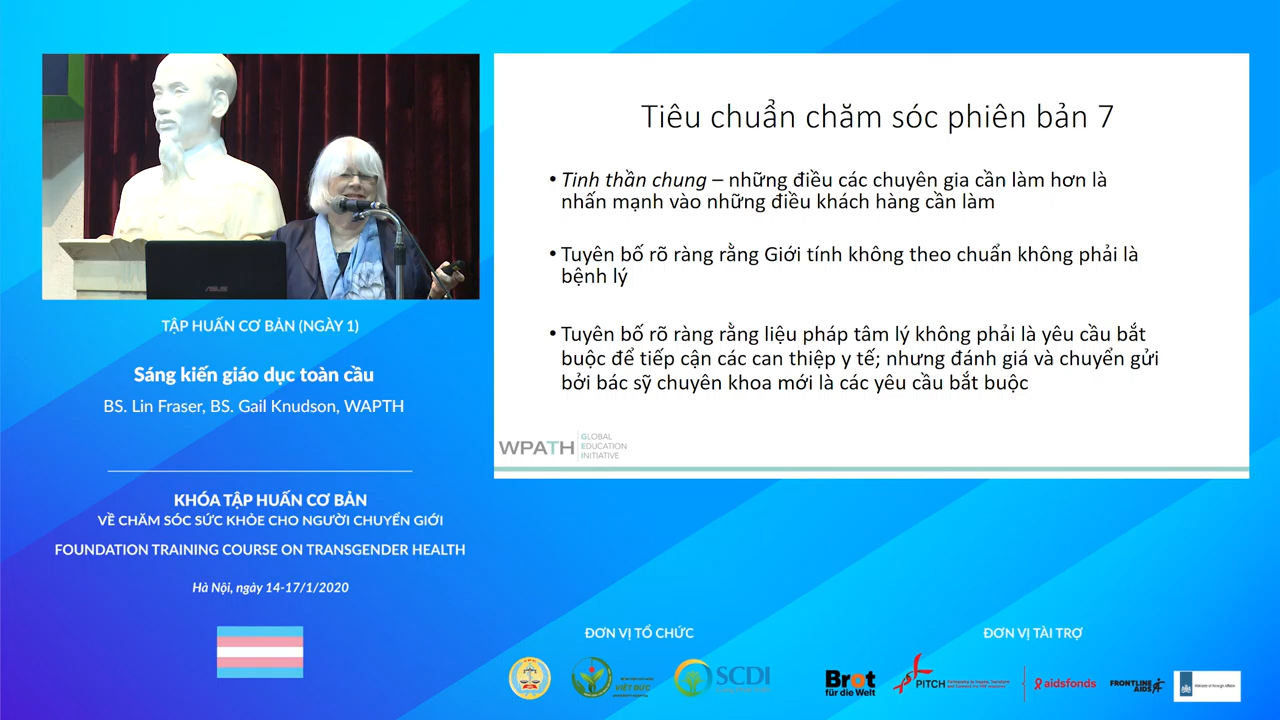 ASUS
TẬP HUẤN CƠ BẢN (NGÀY 1)
Sáng kiến giáo dục toàn cầu
BS. Lin Fraser, BS. Gail Knudson, WAPTH
KHÓA TẬP HUẤN CƠ BẢN
VỀ CHĂM SÓC SỨC KHỎE CHO NGƯỜI CHUYỂN GIỚI
FOUNDATION TRAINING COURSE ON TRANSGENDER HEALTH
Hà Nội, ngày 14-17/1/2020
Tiêu chuẩn chăm sóc phiên bản 7
• Tinh thần chung – những điều các chuyên gia cần làm hơn là
nhấn mạnh vào những điều khách hàng cần làm
• Tuyên bố rõ ràng rằng Giới tính không theo chuẩn không phải là
bệnh lý
• Tuyên bố rõ ràng rằng liệu pháp tâm lý không phải là yêu cầu bắt
buộc để tiếp cận các can thiệp y tế; nhưng đánh giá và chuyển gửi
bởi bác sỹ chuyên khoa mới là các yêu cầu bắt buộc
WPATH
GLOBAL
EDUCATION
INITIATIVE
ĐƠN VỊ TỔ CHỨC
VIỆT ĐỨC
SCDI
ĐƠN VỊ TÀI TRỢ
Brot
für die Welt
PITCH
aidsfonds
FRONTLINE
AIDS
Ministry of Foreign Affairs